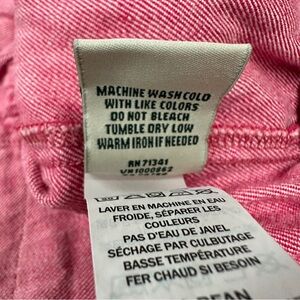 MACHINE WASH COLD
WITH LIKE COLORS
DO NOT BLEACH
TUMBLE DRY LOW
WARM IRON IF NEEDED
RN 71341
LAVER EN MACHINE EN EAU
FROIDE, SÉPARER LES
COULEURS
PAS D'EAU DE JAVEL
SÉCHAGE PAR CULBUTAGE
BASSE TEMPÉRATURE
FER CHAUD SI BESOIN